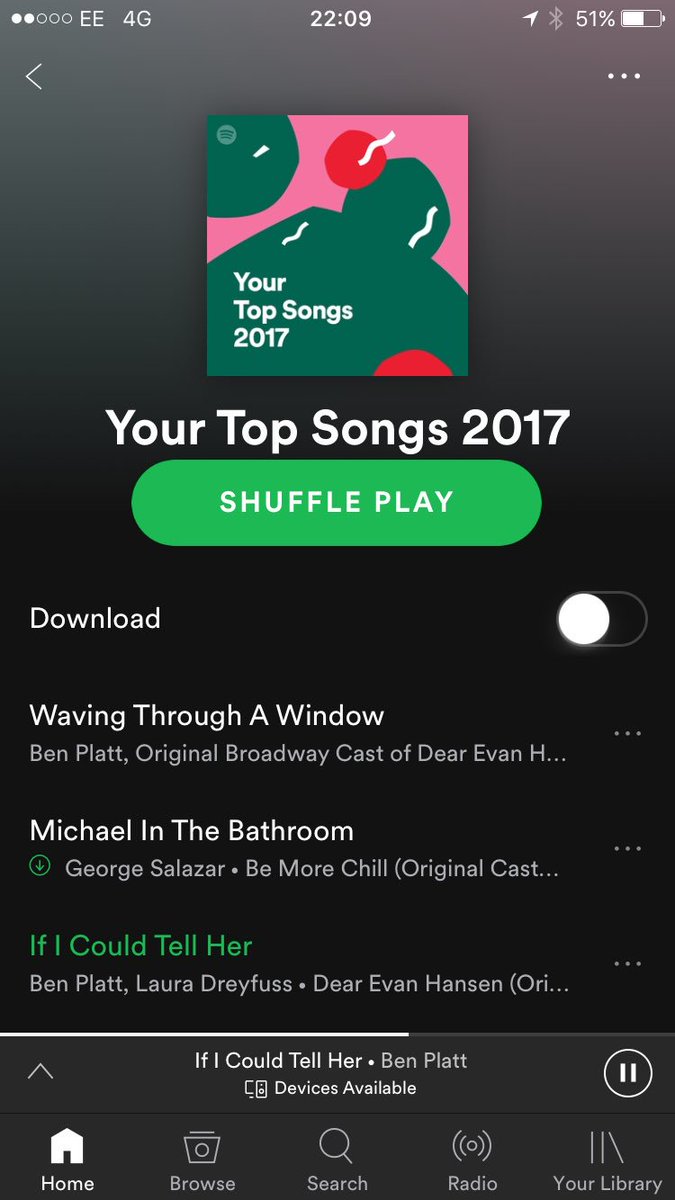 EE 4G 22:09 51%
Your
Top Songs
2017
Your Top Songs 2017
SHUFFLE PLAY
Download
Waving Through A Window
Ben Platt, Original Broadway Cast of Dear Evan H...
Michael In The Bathroom
George Salazar • Be More Chill (Original Cast...
If I Could Tell Her
Ben Platt, Laura Dreyfuss • Dear Evan Hansen (Ori...
If I Could Tell Her • Ben Platt
Devices Available
Home Browse Search Radio Your Library